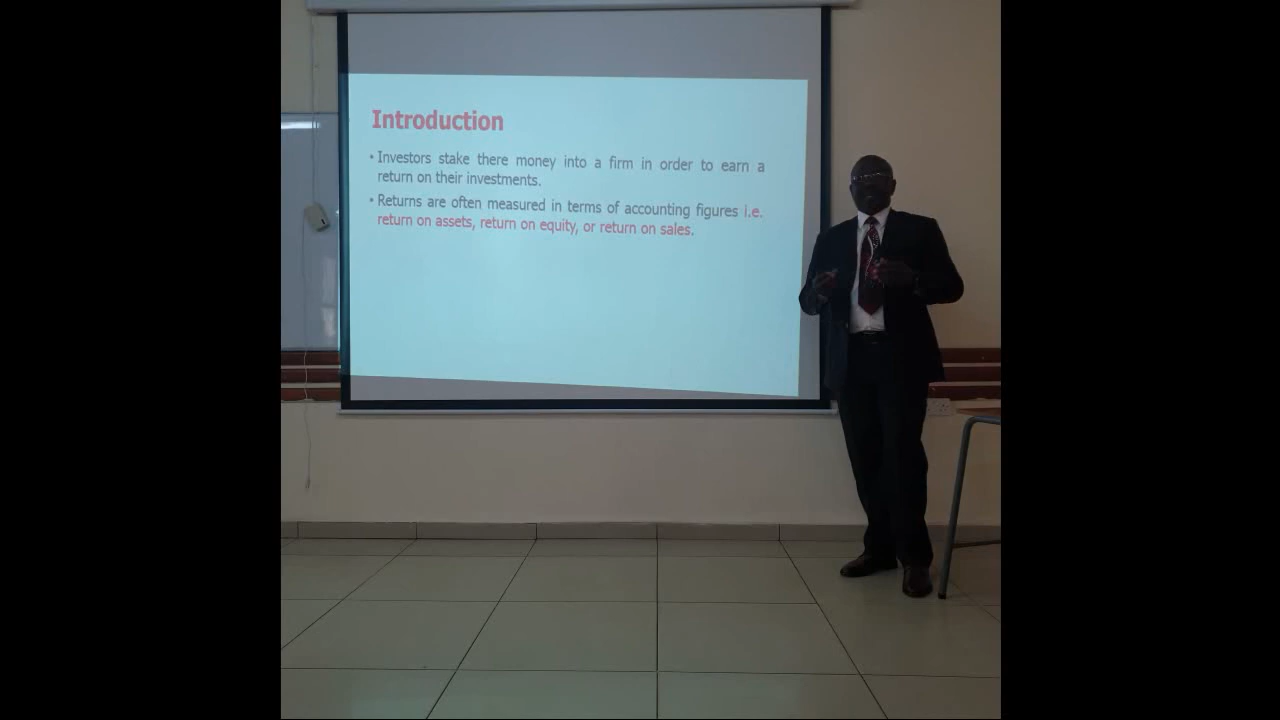 Introduction
• Investors stake there money into a firm in order to earn a
return on their investments.
• Returns are often measured in terms of accounting figures i.e.
return on assets, return on equity, or return on sales.